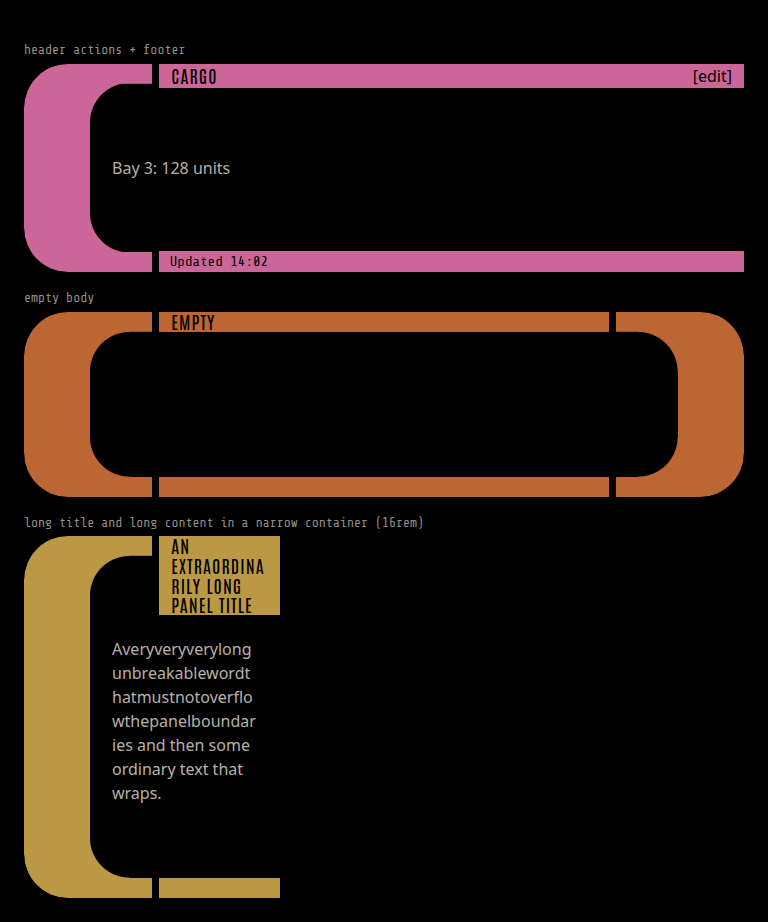 header actions + footer
CARGO [edit]
Bay 3: 128 units
Updated 14:02
empty body
EMPTY
long title and long content in a narrow container (16rem)
AN
EXTRAORDINA
RILY LONG
PANEL TITLE
Averyveryverylong
unbreakablewordt
hatmustnotoverflo
wthepanelboundar
ies and then some
ordinary text that
wraps.